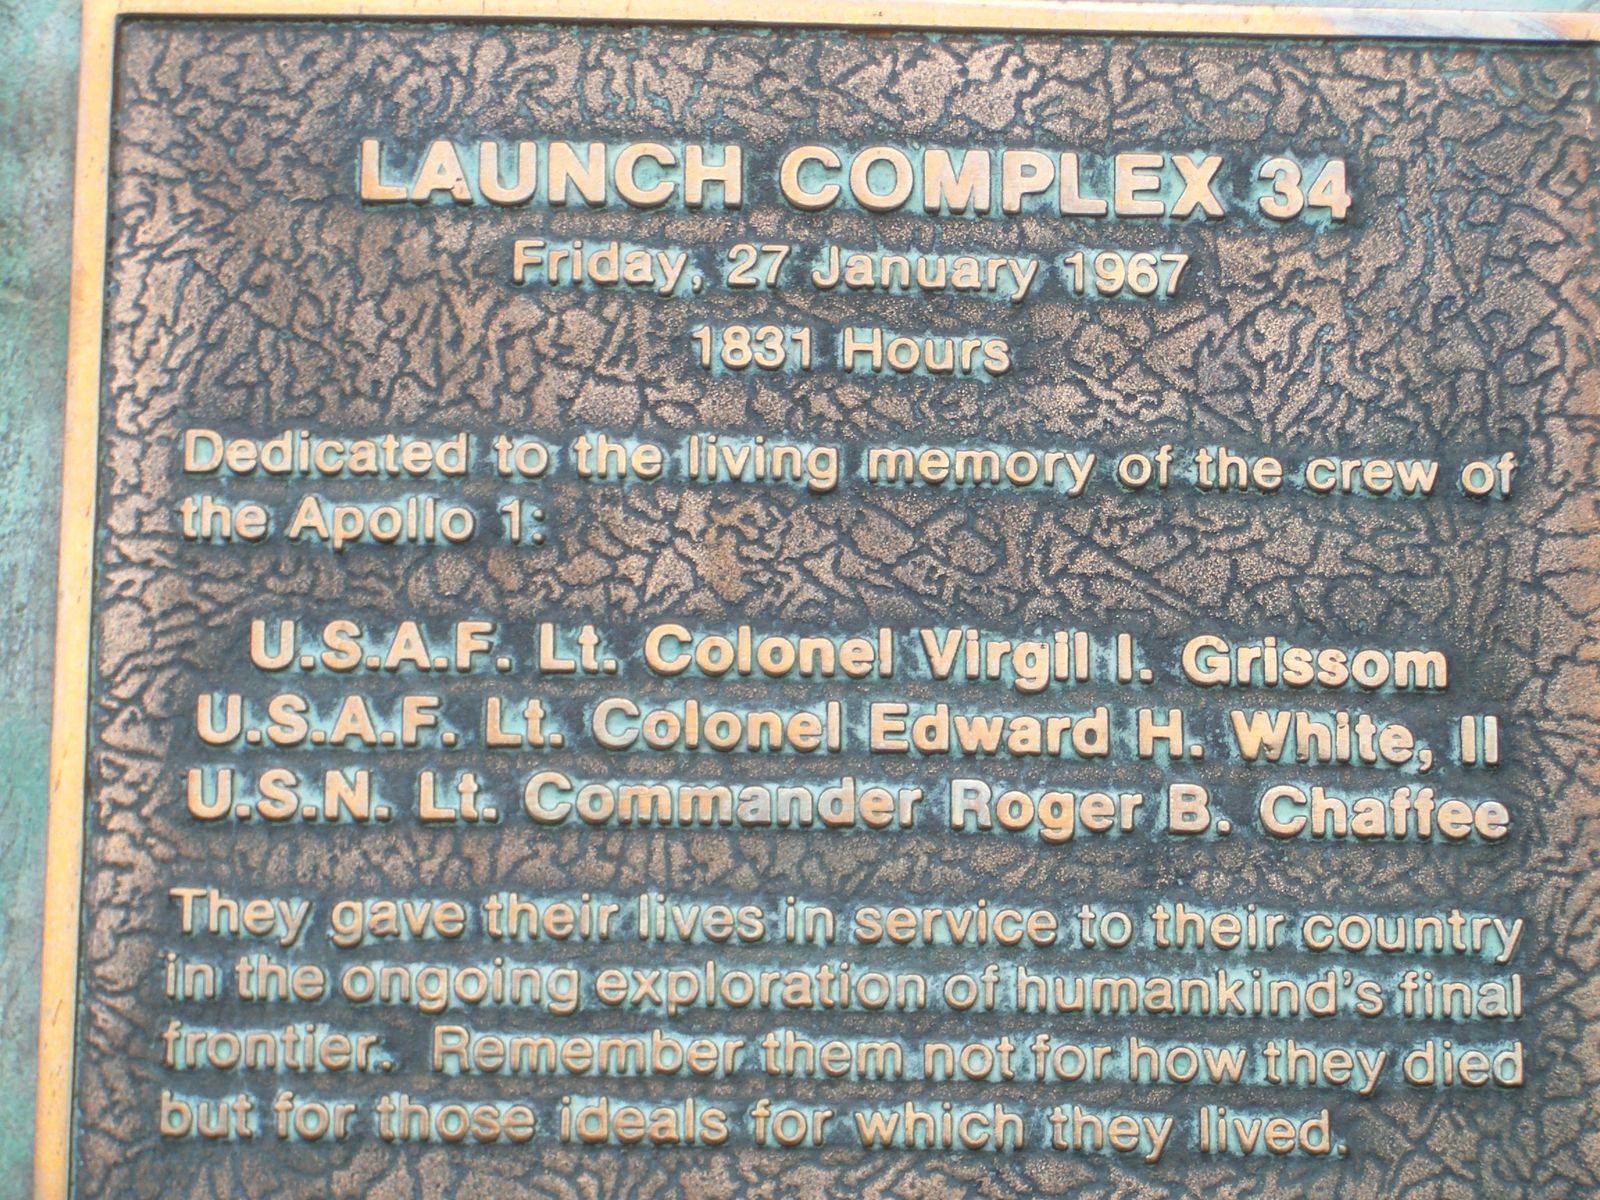 LAUNCH COMPLEX 34
Friday, 27 January 1967
1831 Hours
Dedicated to the living memory of the crew of
the Apollo 1:
U.S.A.F. Lt. Colonel Virgil I. Grissom
U.S.A.F. Lt. Colonel Edward H. White, II
U.S.N. Lt. Commander Roger B. Chaffee
They gave their lives in service to their country
in the ongoing exploration of humankind's final
frontier. Remember them not for how they died
but for those ideals for which they lived.